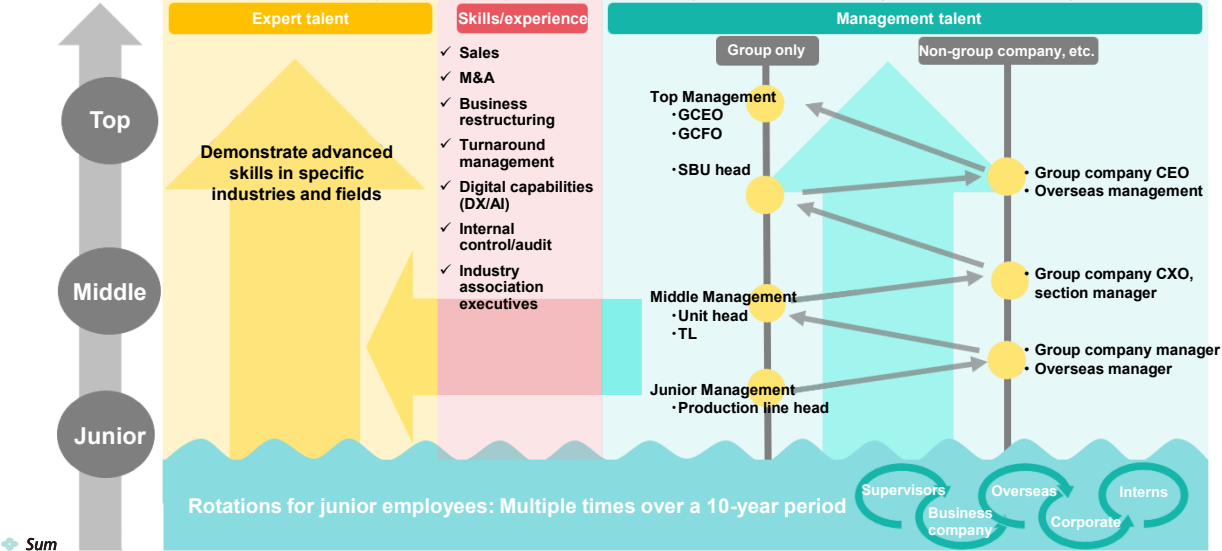 Expert talent
Skills/experience
Management talent
Group only
Non-group company, etc.
Top
Middle
Junior
Demonstrate advanced
skills in specific
industries and fields
✓ Sales
✓ M&A
✓ Business
restructuring
✓ Turnaround
management
✓ Digital capabilities
(DX/AI)
✓ Internal
control/audit
✓ Industry
association
executives
Top Management
・GCEO
・GCFO
・SBU head
Middle Management
・Unit head
・TL
Junior Management
・Production line head
・Group company CEO
・Overseas management
・Group company CXO,
section manager
・Group company manager
・Overseas manager
Rotations for junior employees: Multiple times over a 10-year period
Supervisors
Business
company
Overseas
Corporate
Interns
Sum